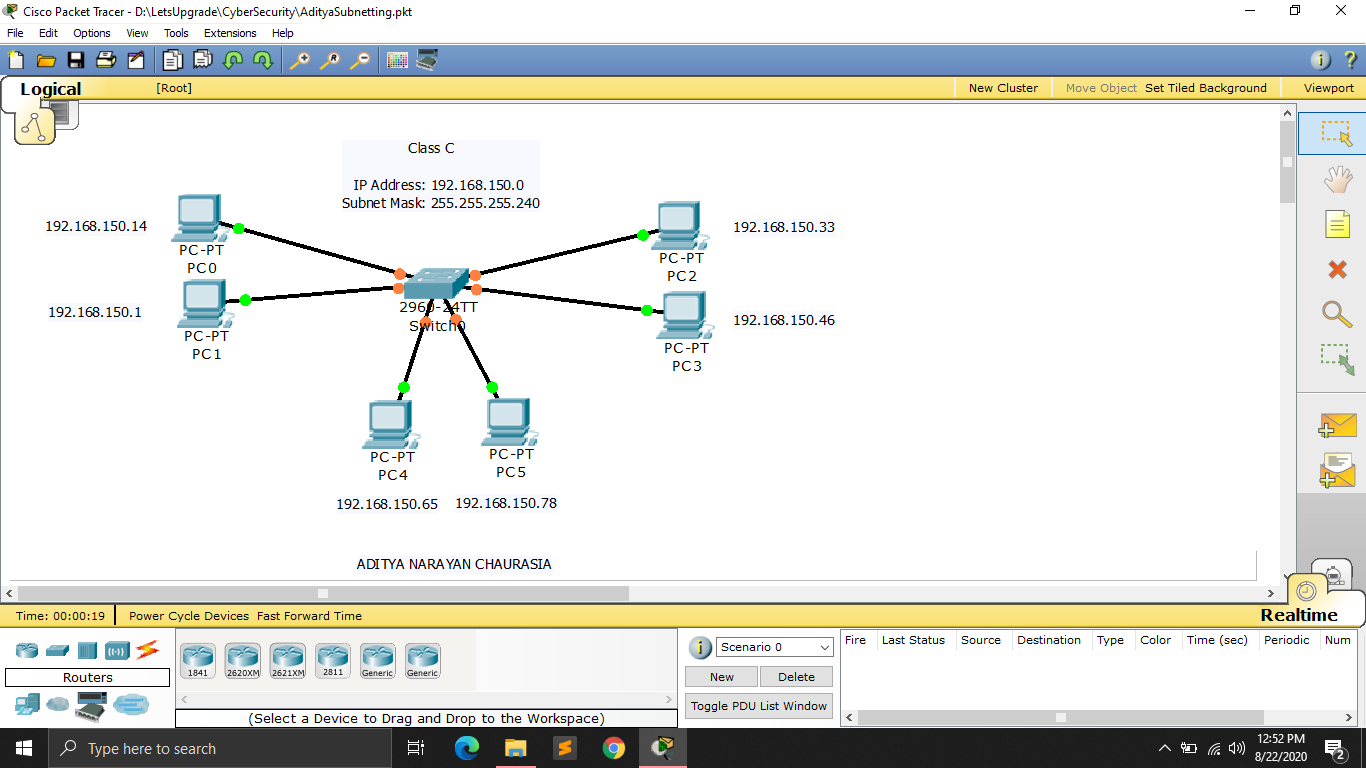 Cisco Packet Tracer - D:\LetsUpgrade\CyberSecurity\AdityaSubnetting.pkt
File Edit Options View Tools Extensions Help
Logical
[Root]
New Cluster
Move Object
Set Tiled Background
Viewport
Class C
IP Address: 192.168.150.0
Subnet Mask: 255.255.255.240
192.168.150.14
PC-PT
PC0
192.168.150.1
PC-PT
PC1
2960-24TT
Switch0
192.168.150.33
PC-PT
PC2
192.168.150.46
PC-PT
PC3
PC-PT
PC4
192.168.150.65
PC-PT
PC5
192.168.150.78
ADITYA NARAYAN CHAURASIA
Time: 00:00:19
Power Cycle Devices Fast Forward Time
Realtime
Routers
1841
2620XM
2621XM
2811
Generic
Generic
(Select a Device to Drag and Drop to the Workspace)
Scenario 0
New
Delete
Toggle PDU List Window
Fire Last Status Source Destination Type Color Time (sec) Periodic Num
Type here to search
12:52 PM
8/22/2020
2